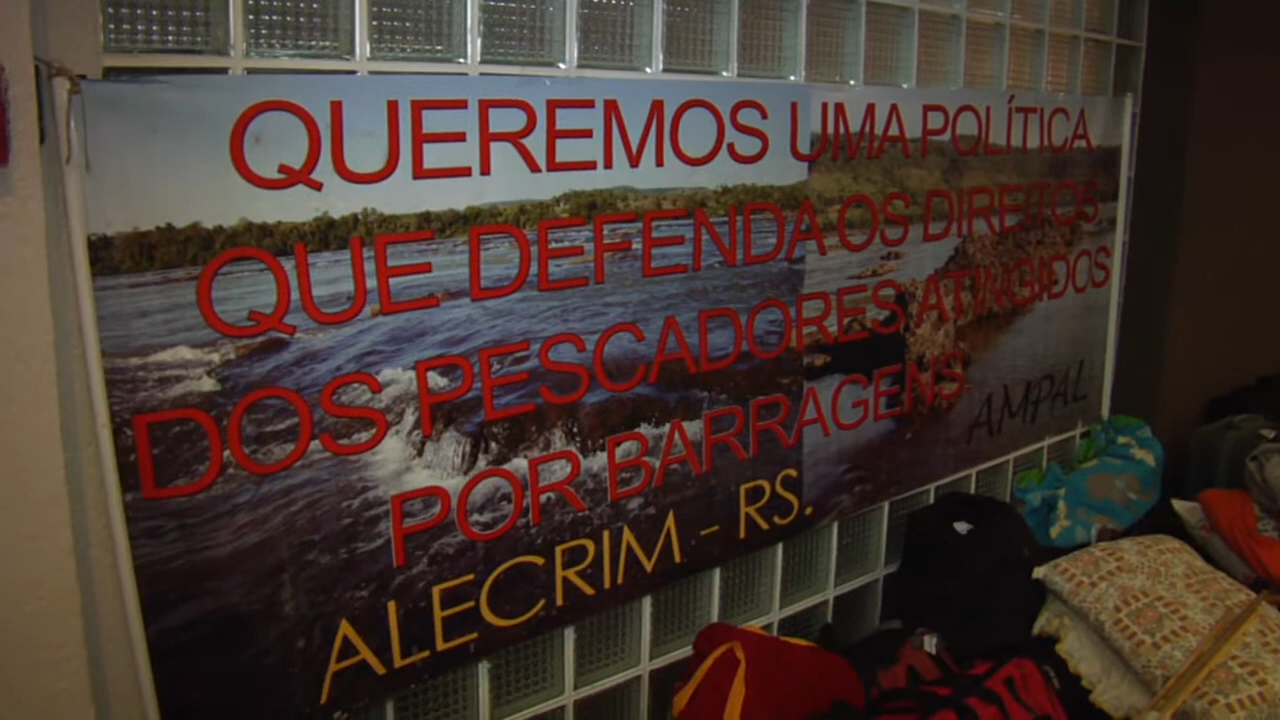 QUEREMOS UMA POLÍTICA
QUE DEFENDA OS DIREITOS
DOS PESCADORES ATINGIDOS
POR BARRAGENS
AMPAL
ALECRIM - RS.